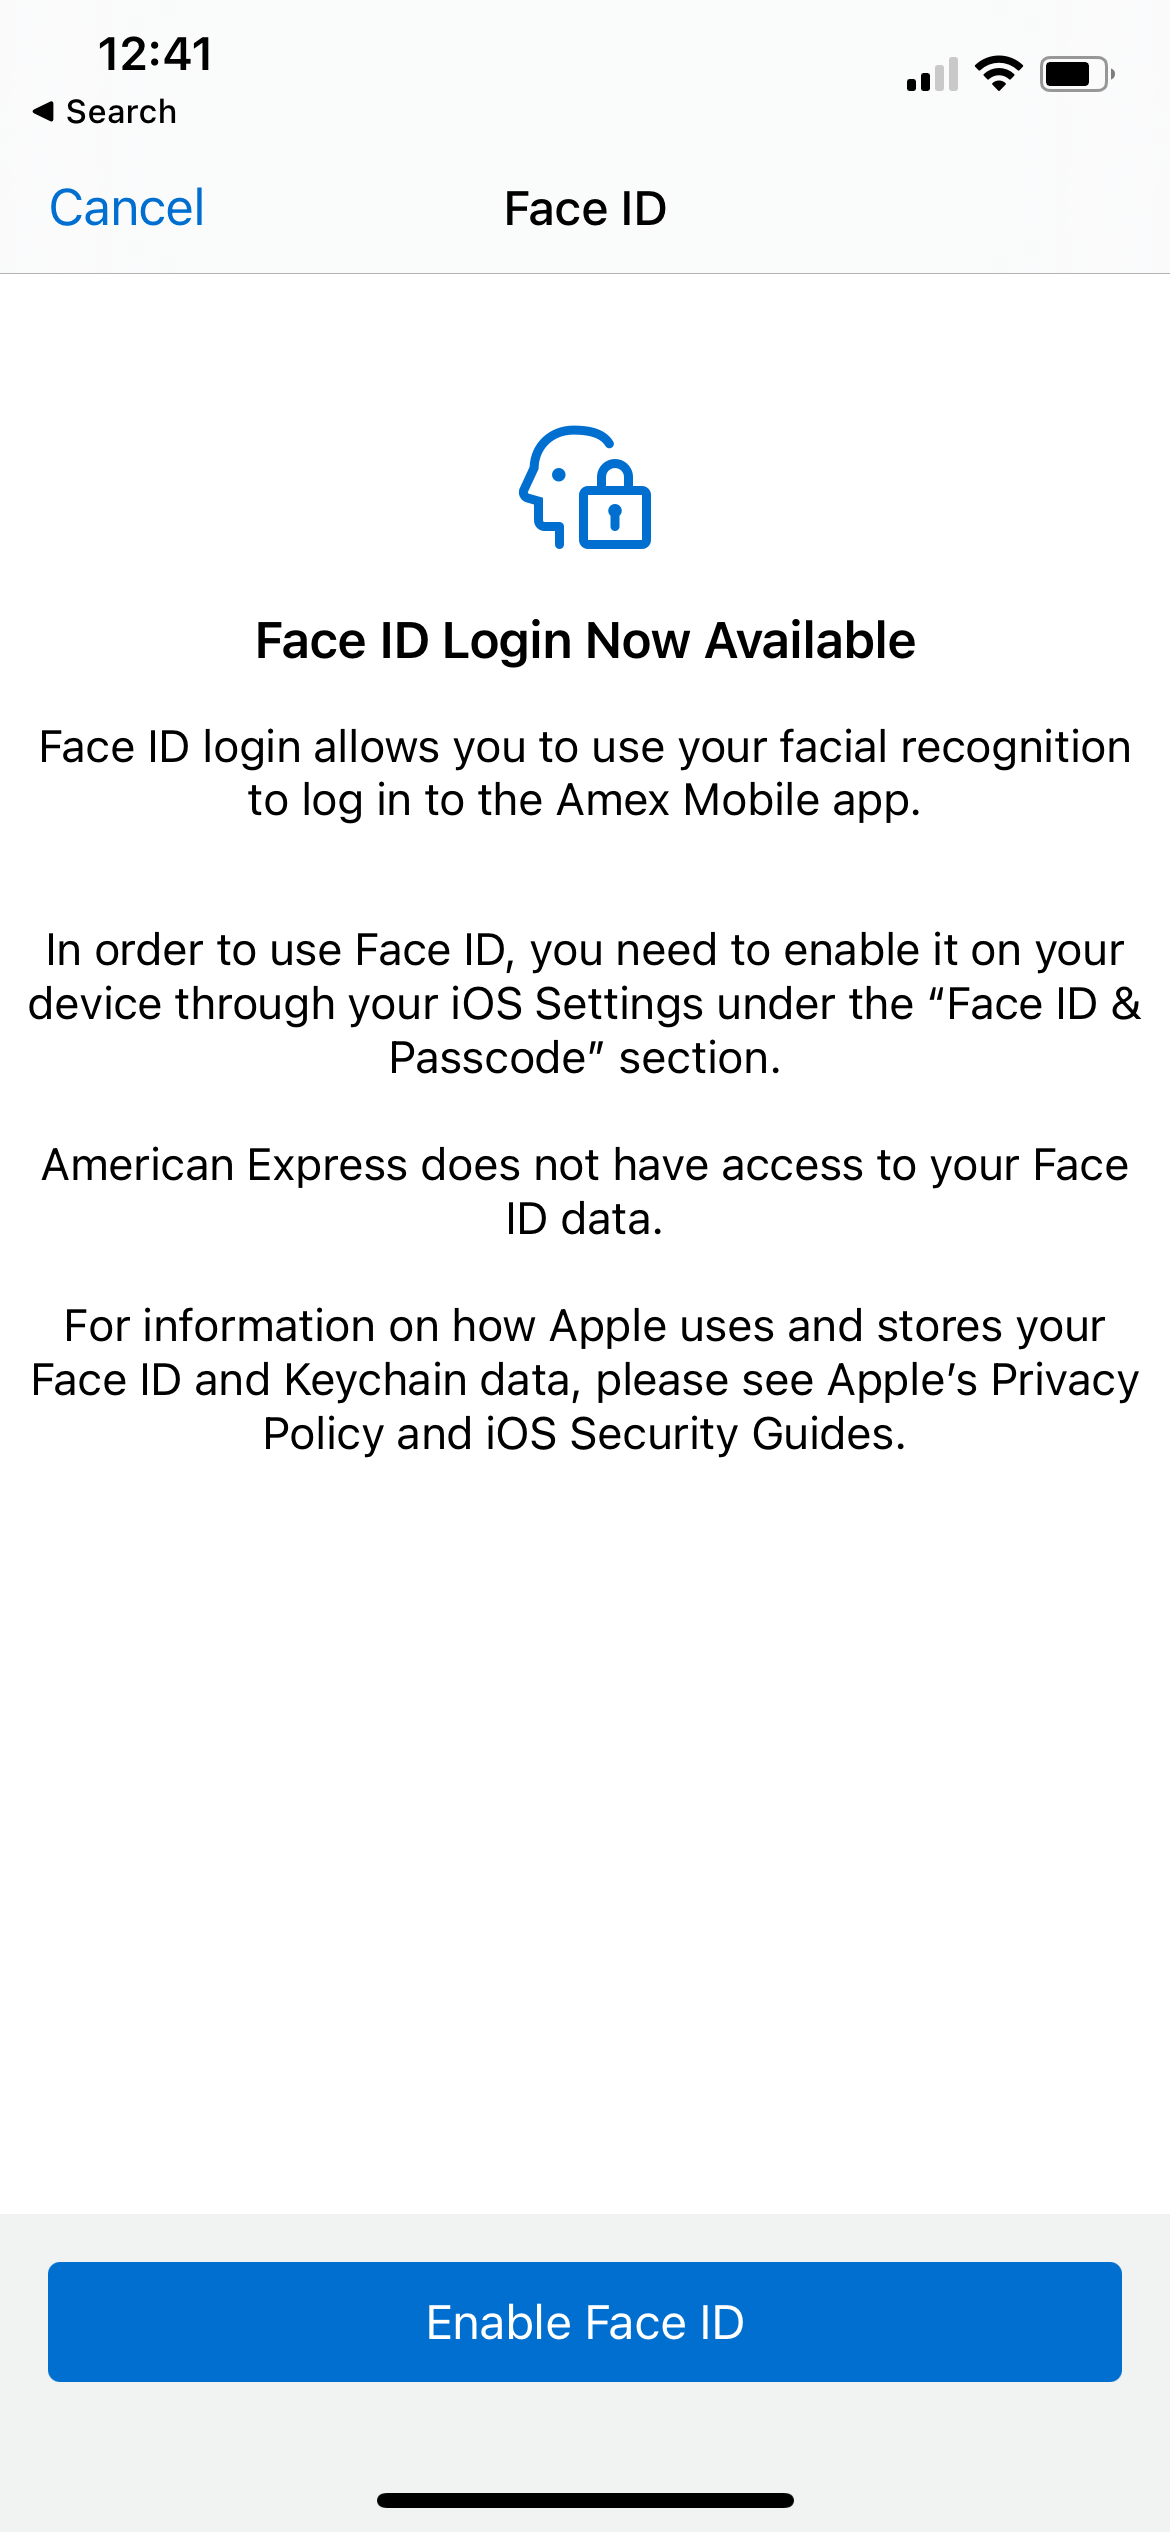 12:41
◀ Search
Cancel
Face ID
Face ID Login Now Available
Face ID login allows you to use your facial recognition
to log in to the Amex Mobile app.
In order to use Face ID, you need to enable it on your
device through your iOS Settings under the “Face ID &
Passcode” section.
American Express does not have access to your Face
ID data.
For information on how Apple uses and stores your
Face ID and Keychain data, please see Apple’s Privacy
Policy and iOS Security Guides.
Enable Face ID